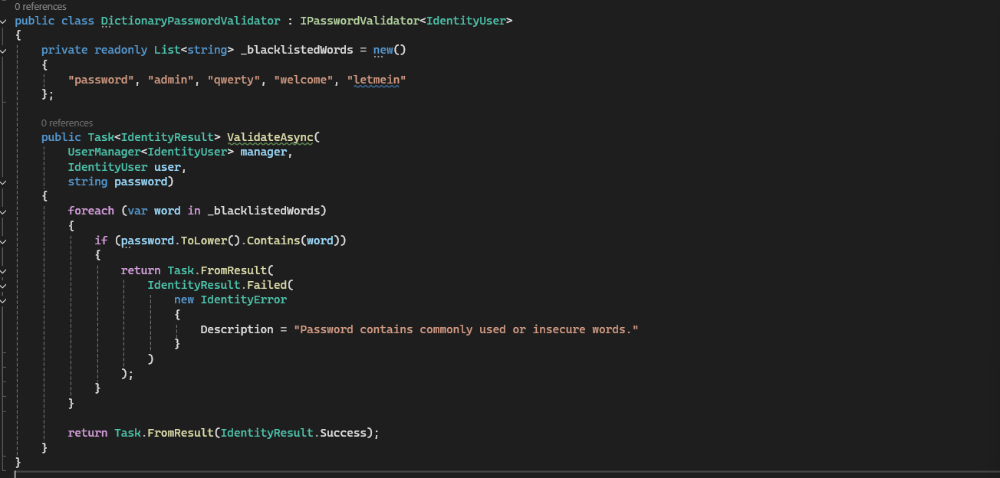 0 references
public class DictionaryPasswordValidator : IPasswordValidator<IdentityUser>
{
    private readonly List<string> _blacklistedWords = new()
    {
        "password", "admin", "qwerty", "welcome", "letmein"
    };
    0 references
    public Task<IdentityResult> ValidateAsync(
        UserManager<IdentityUser> manager,
        IdentityUser user,
        string password)
    {
        foreach (var word in _blacklistedWords)
        {
            if (password.ToLower().Contains(word))
            {
                return Task.FromResult(
                    IdentityResult.Failed(
                        new IdentityError
                        {
                            Description = "Password contains commonly used or insecure words."
                        }
                    )
                );
            }
        }
        return Task.FromResult(IdentityResult.Success);
    }
}